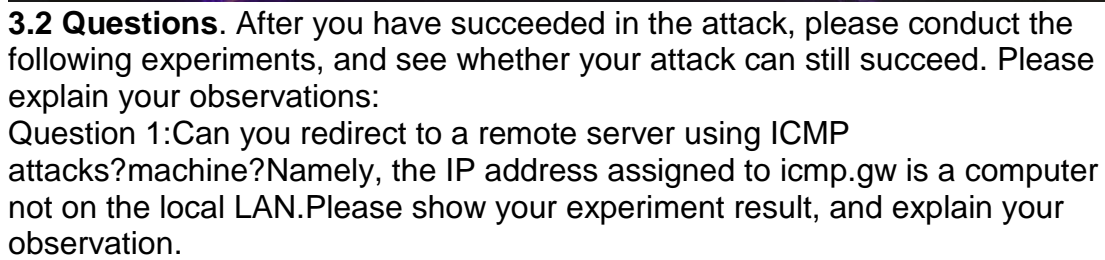 3.2 Questions. After you have succeeded in the attack, please conduct the
following experiments, and see whether your attack can still succeed. Please
explain your observations:
Question 1:Can you redirect to a remote server using ICMP
attacks?machine?Namely, the IP address assigned to icmp.gw is a computer
not on the local LAN.Please show your experiment result, and explain your
observation.